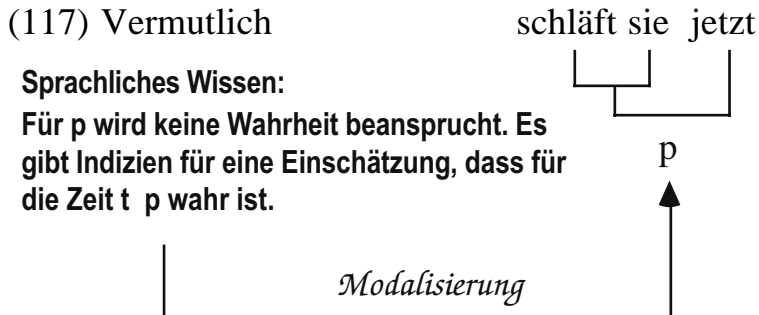 (117) Vermutlich schläft sie jetzt
Sprachliches Wissen:
Für p wird keine Wahrheit beansprucht. Es
gibt Indizien für eine Einschätzung, dass für
die Zeit t p wahr ist.
p
Modalisierung